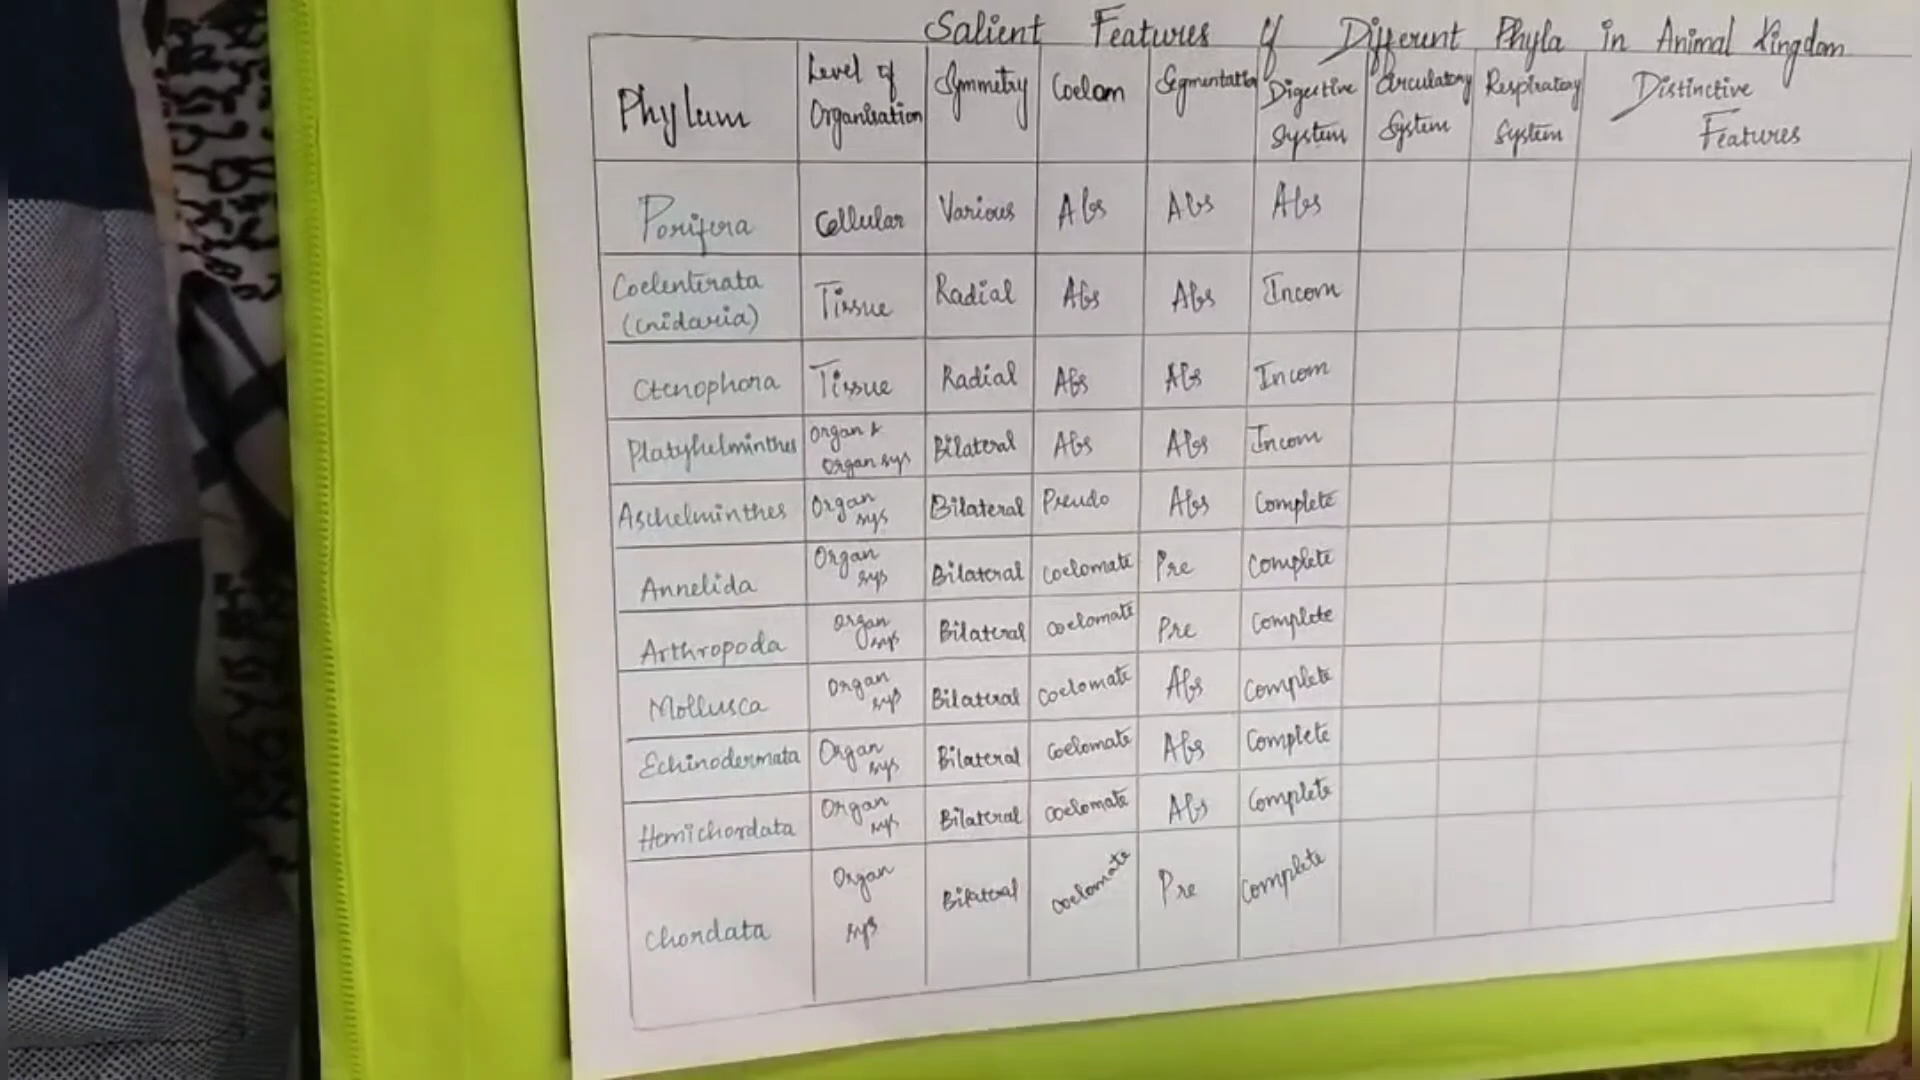 Salient Features of Different Phyla in Animal Kingdom
Phylum Level of Organisation Symmetry Coelom Segmentation Digestive System Circulatory System Respiratory System Distinctive Features
Porifera Cellular Various Abs Abs Abs
Coelenterata (Cnidaria) Tissue Radial Abs Abs Incom
Ctenophora Tissue Radial Abs Abs Incom
Platyhelminthes Organ & Organ sys Bilateral Abs Abs Incom
Aschelminthes Organ sys Bilateral Pseudo Abs Complete
Annelida Organ sys Bilateral Coelomate Pre Complete
Arthropoda Organ sys Bilateral Coelomate Pre Complete
Mollusca Organ sys Bilateral Coelomate Abs Complete
Echinodermata Organ sys Bilateral Coelomate Abs Complete
Hemichordata Organ sys Bilateral Coelomate Abs Complete
Chordata Organ sys Bilateral Coelomate Pre Complete